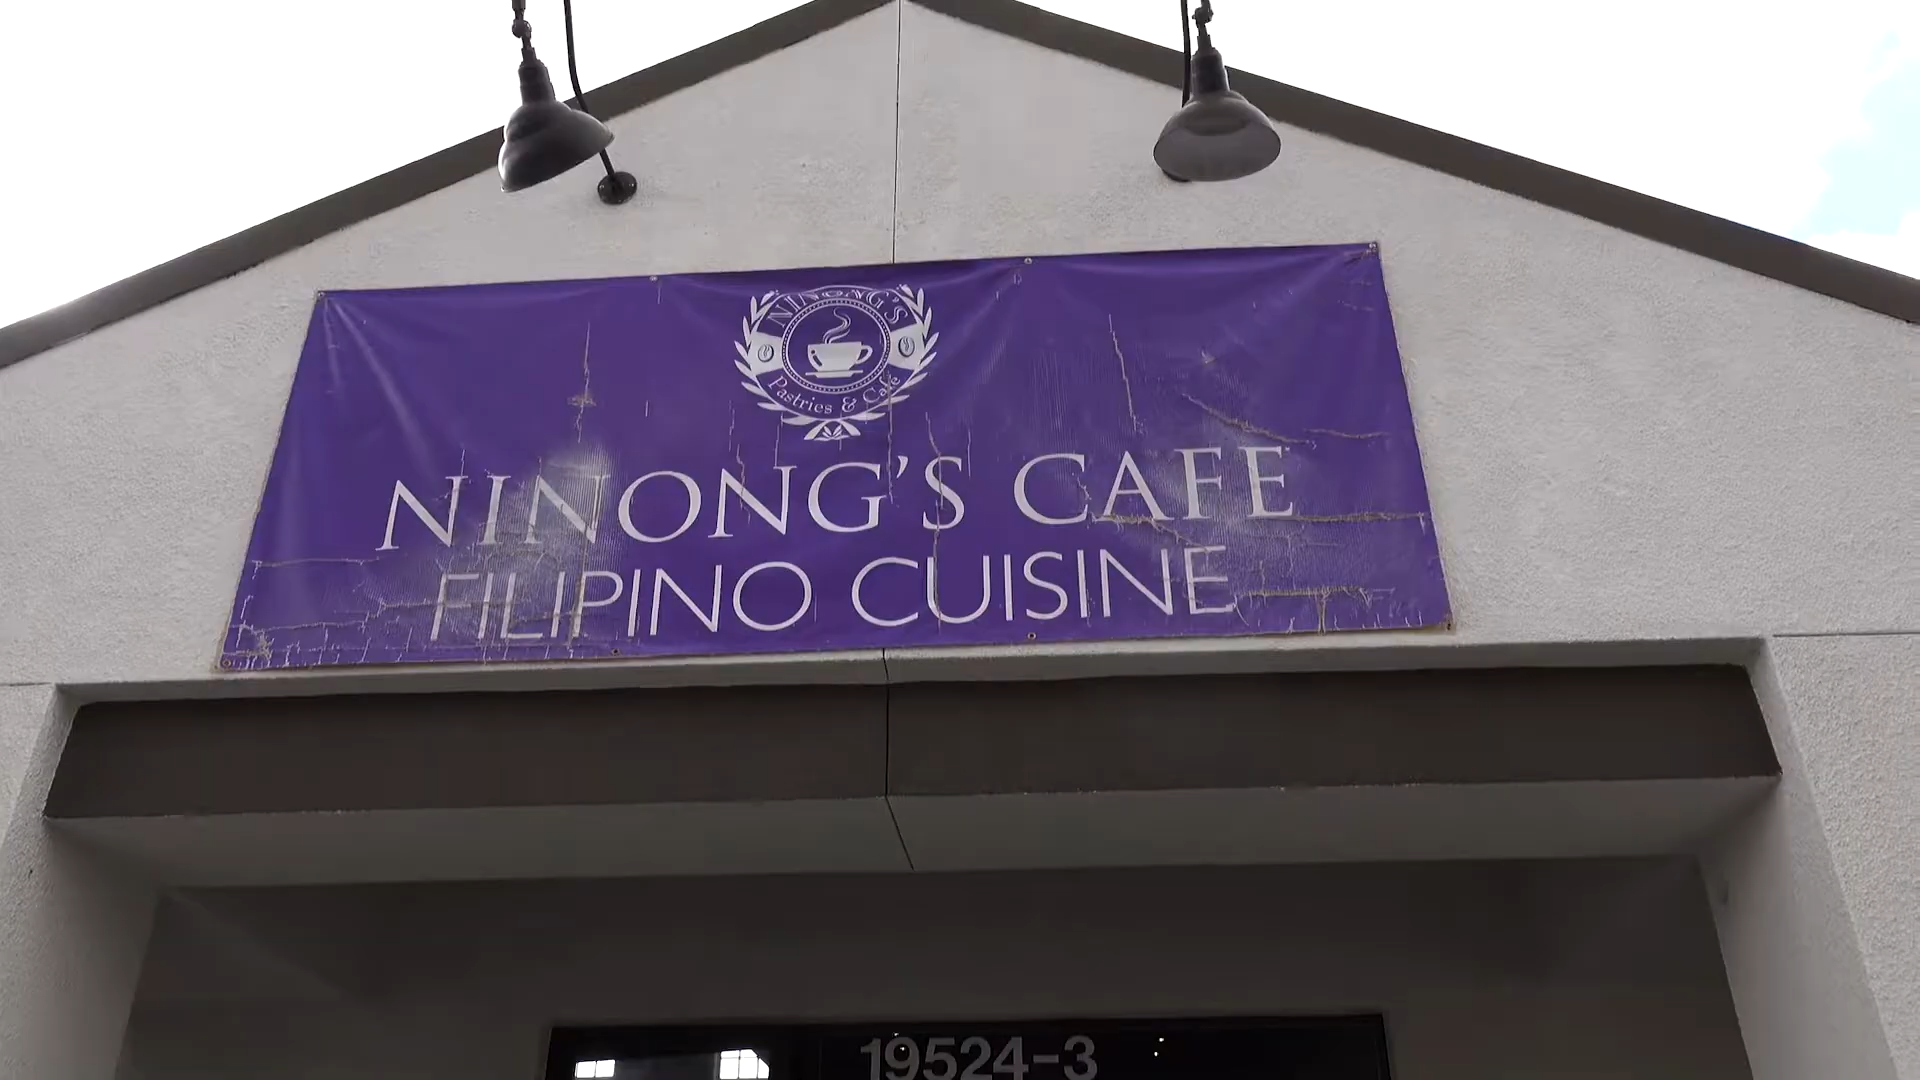 NINONG'S
Pastries & Cafe
NINONG'S CAFE
FILIPINO CUISINE
19524-3